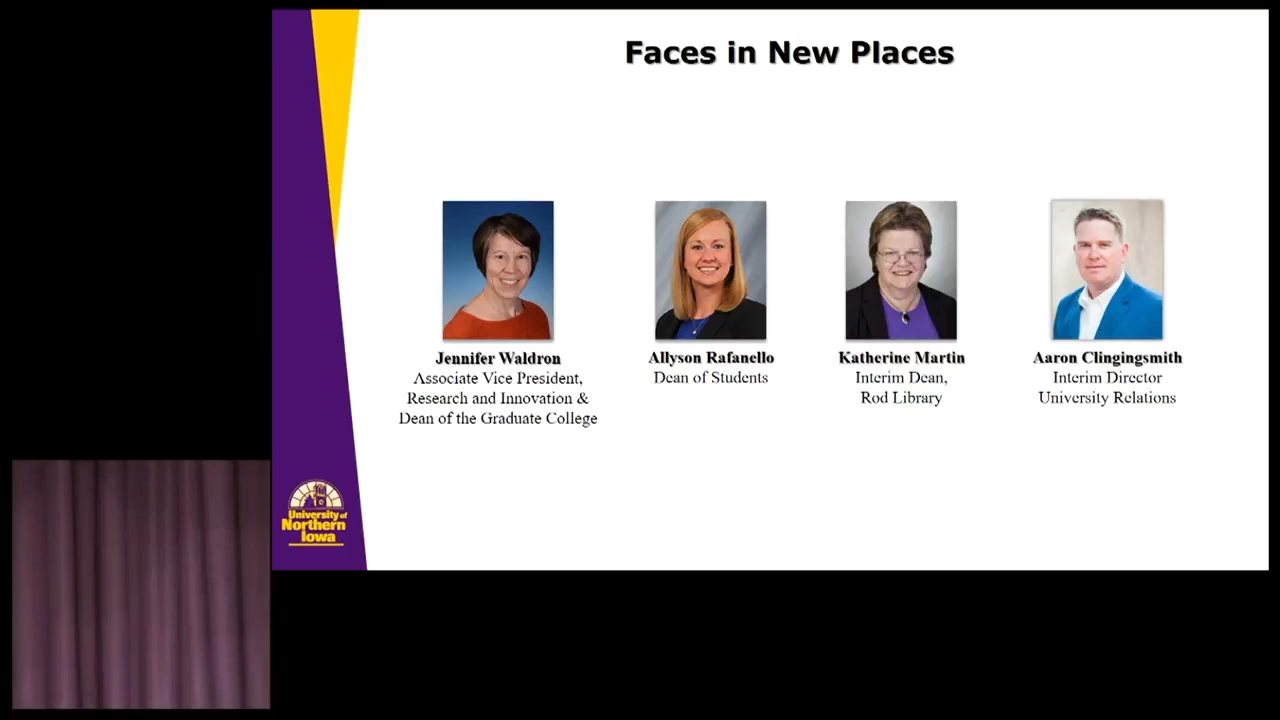 Faces in New Places
Jennifer Waldron
Associate Vice President,
Research and Innovation &
Dean of the Graduate College
Allyson Rafanello
Dean of Students
Katherine Martin
Interim Dean,
Rod Library
Aaron Clingingsmith
Interim Director
University Relations
University of
Northern
Iowa